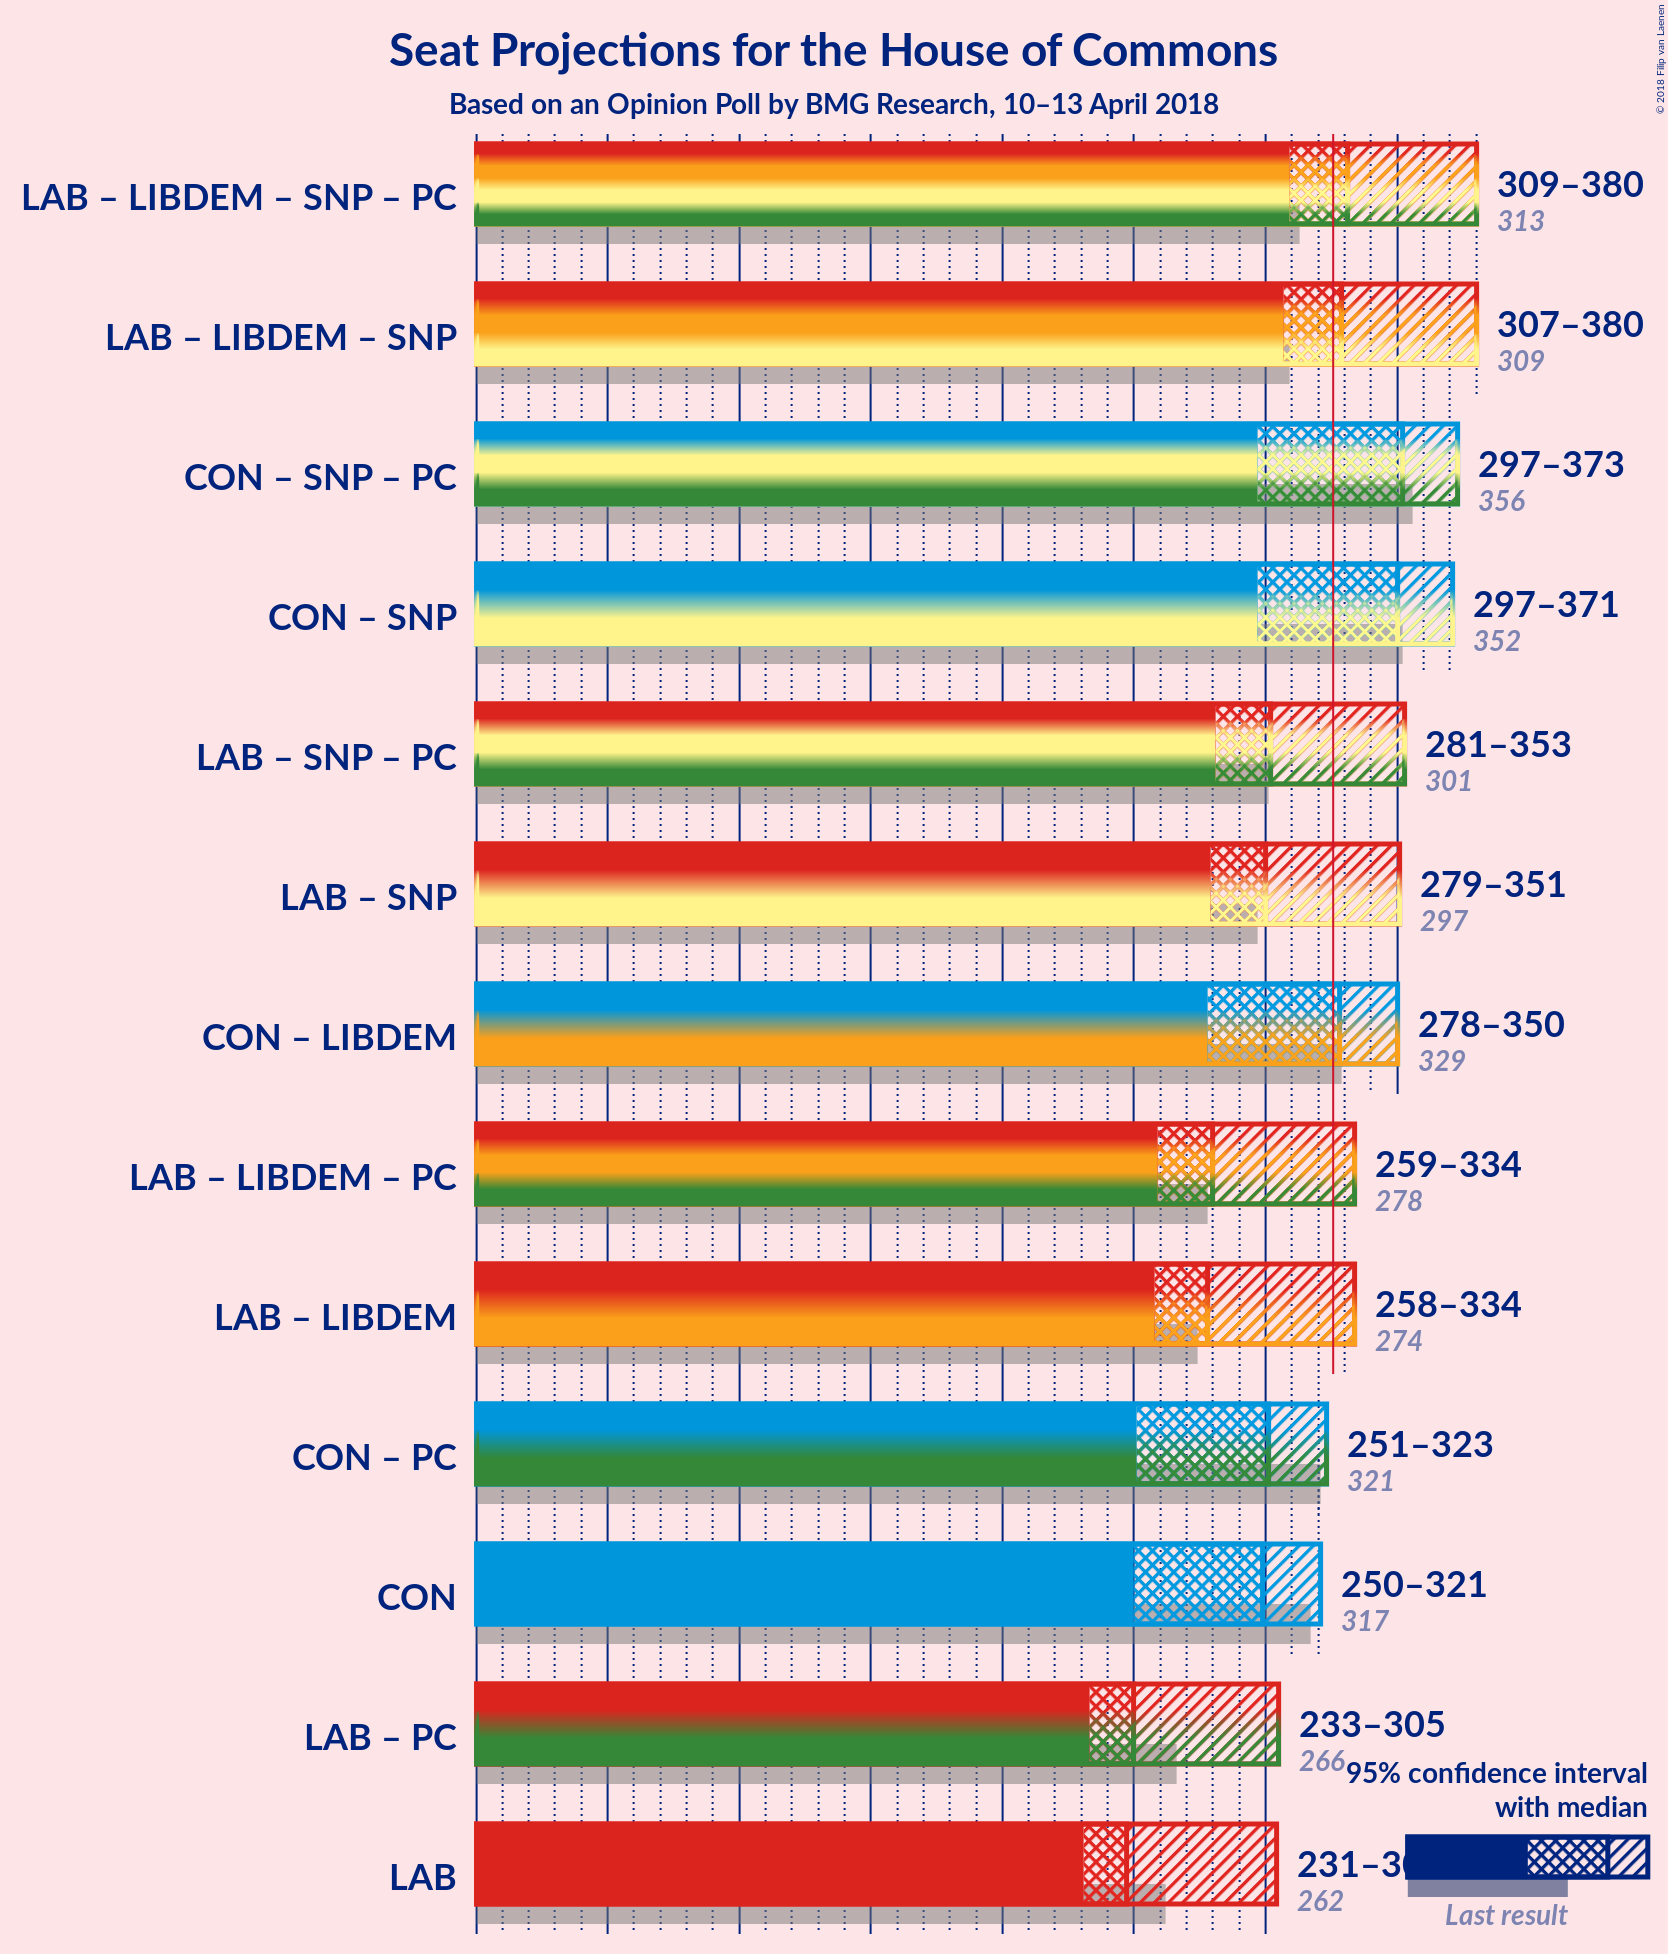 © 2018 Filip van Laenen
Seat Projections for the House of Commons
Based on an Opinion Poll by BMG Research, 10–13 April 2018
LAB – LIBDEM – SNP – PC
309–380
313
LAB – LIBDEM – SNP
307–380
309
CON – SNP – PC
297–373
356
CON – SNP
297–371
352
LAB – SNP – PC
281–353
301
LAB – SNP
279–351
297
CON – LIBDEM
278–350
329
LAB – LIBDEM – PC
259–334
278
LAB – LIBDEM
258–334
274
CON – PC
251–323
321
CON
250–321
317
LAB – PC
233–305
266
95% confidence interval
with median
LAB
231–3
262
Last result